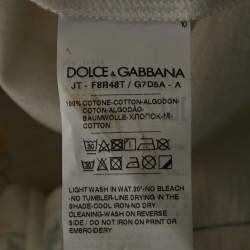 DOLCE & GABBANA
JT - F8R48T / G7D8A - A
100% COTONE-COTTON-ALGODON-
COTTON-ALGODÃO-
BAUMWOLLE-ХЛОПОК-
COTTON
LIGHT WASH IN WAT.30°-NO BLEACH
-NO TUMBLER-LINE DRYING IN THE
SHADE-COOL IRON-NO DRY
CLEANING-WASH ON REVERSE
SIDE / DO NOT IRON ON PRINT OR
EMBROIDERY